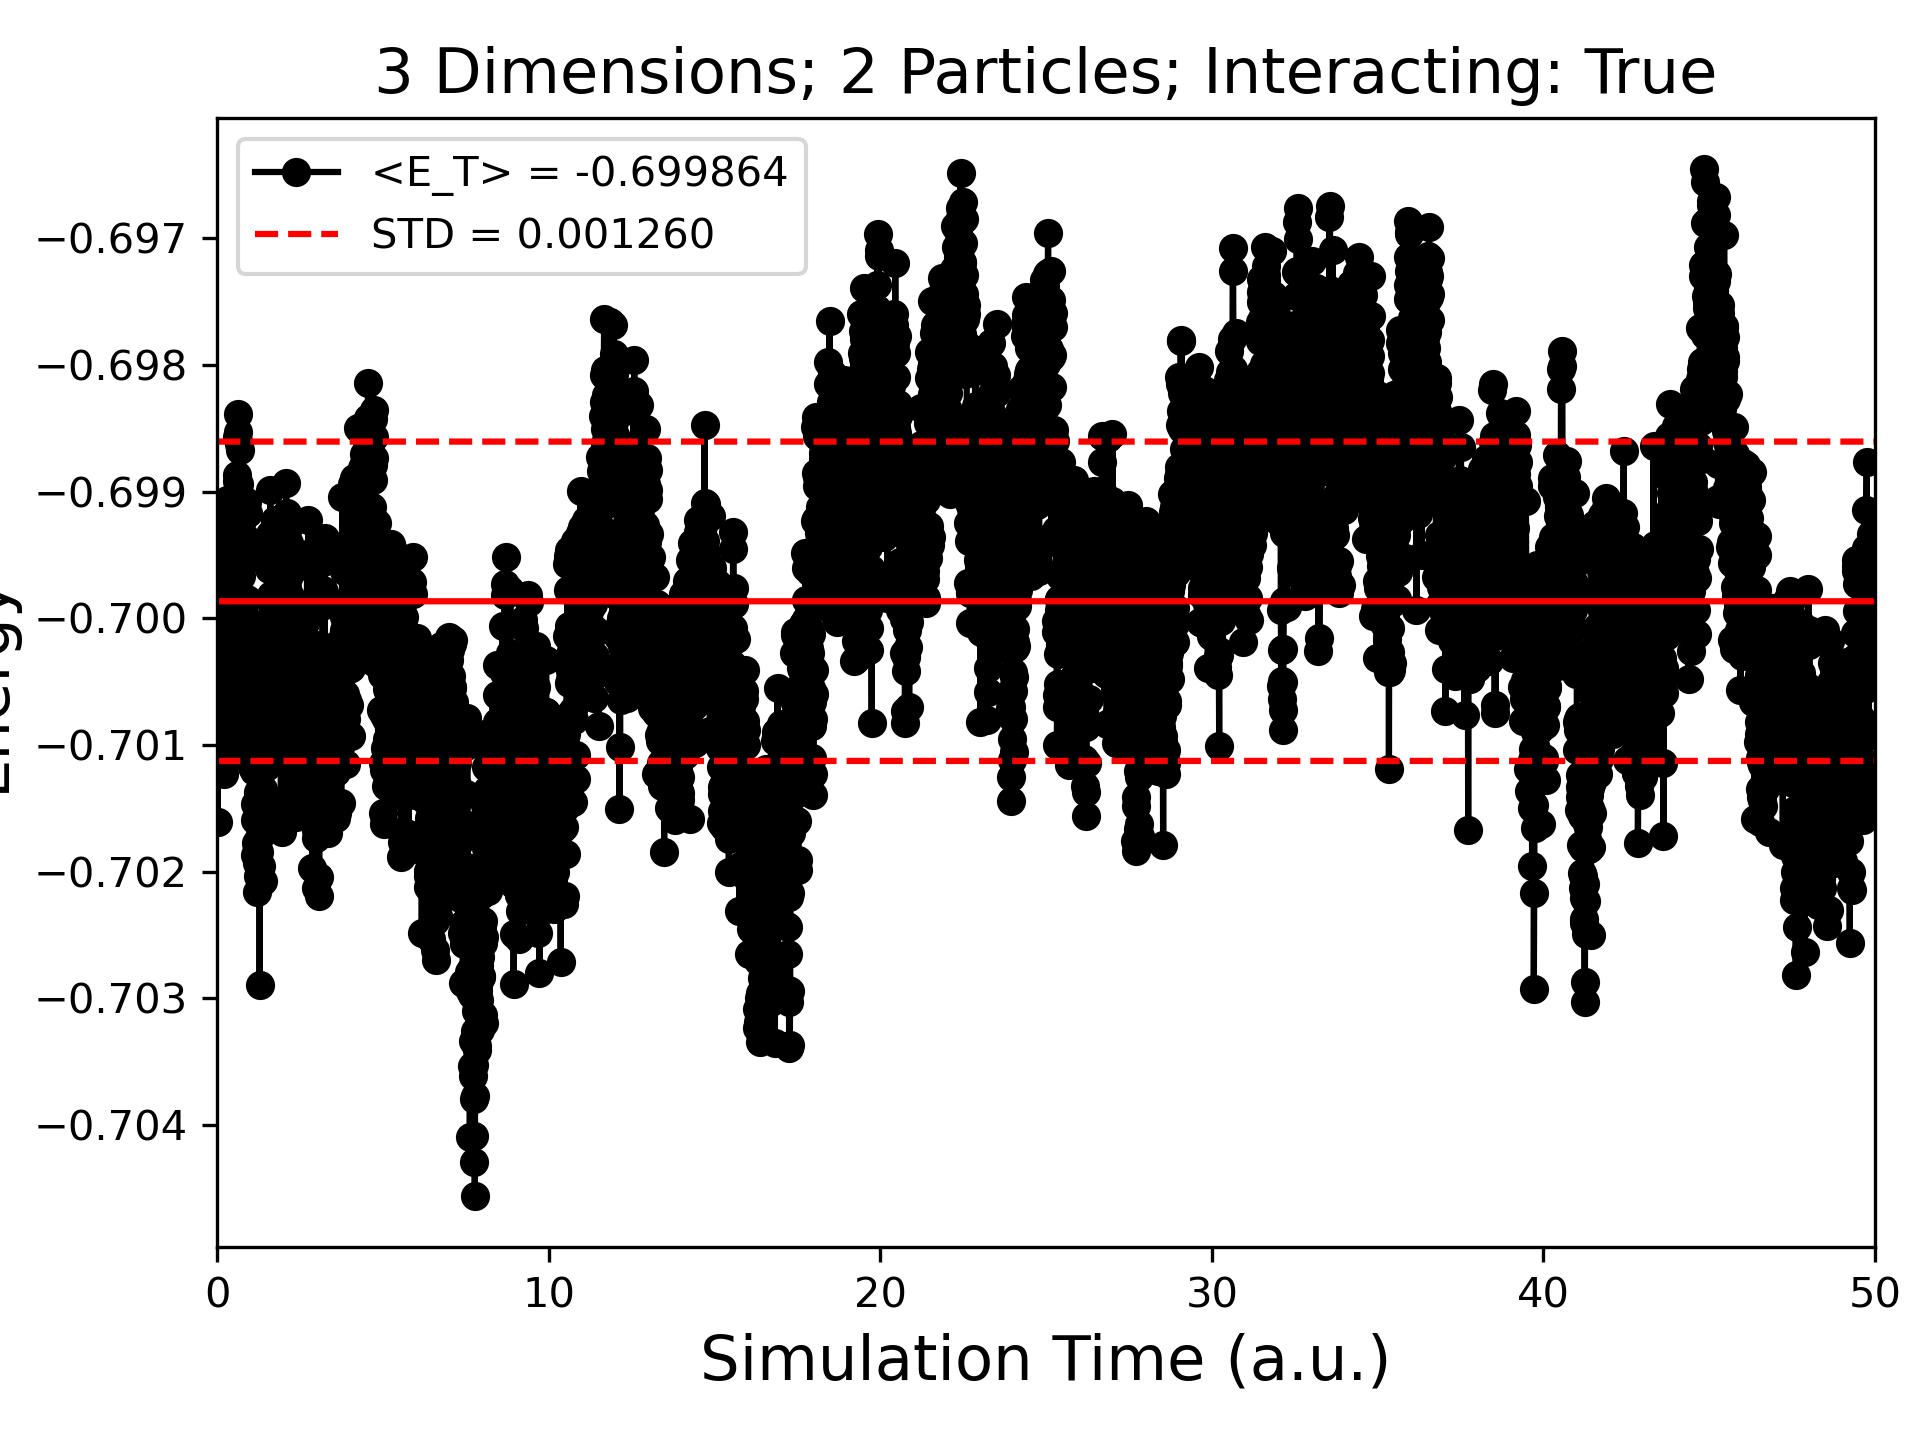 3 Dimensions; 2 Particles; Interacting: True
<E_T> = -0.699864
STD = 0.001260
−0.697
−0.698
−0.699
−0.700
−0.701
−0.702
−0.703
−0.704
Energy
0 10 20 30 40 50
Simulation Time (a.u.)